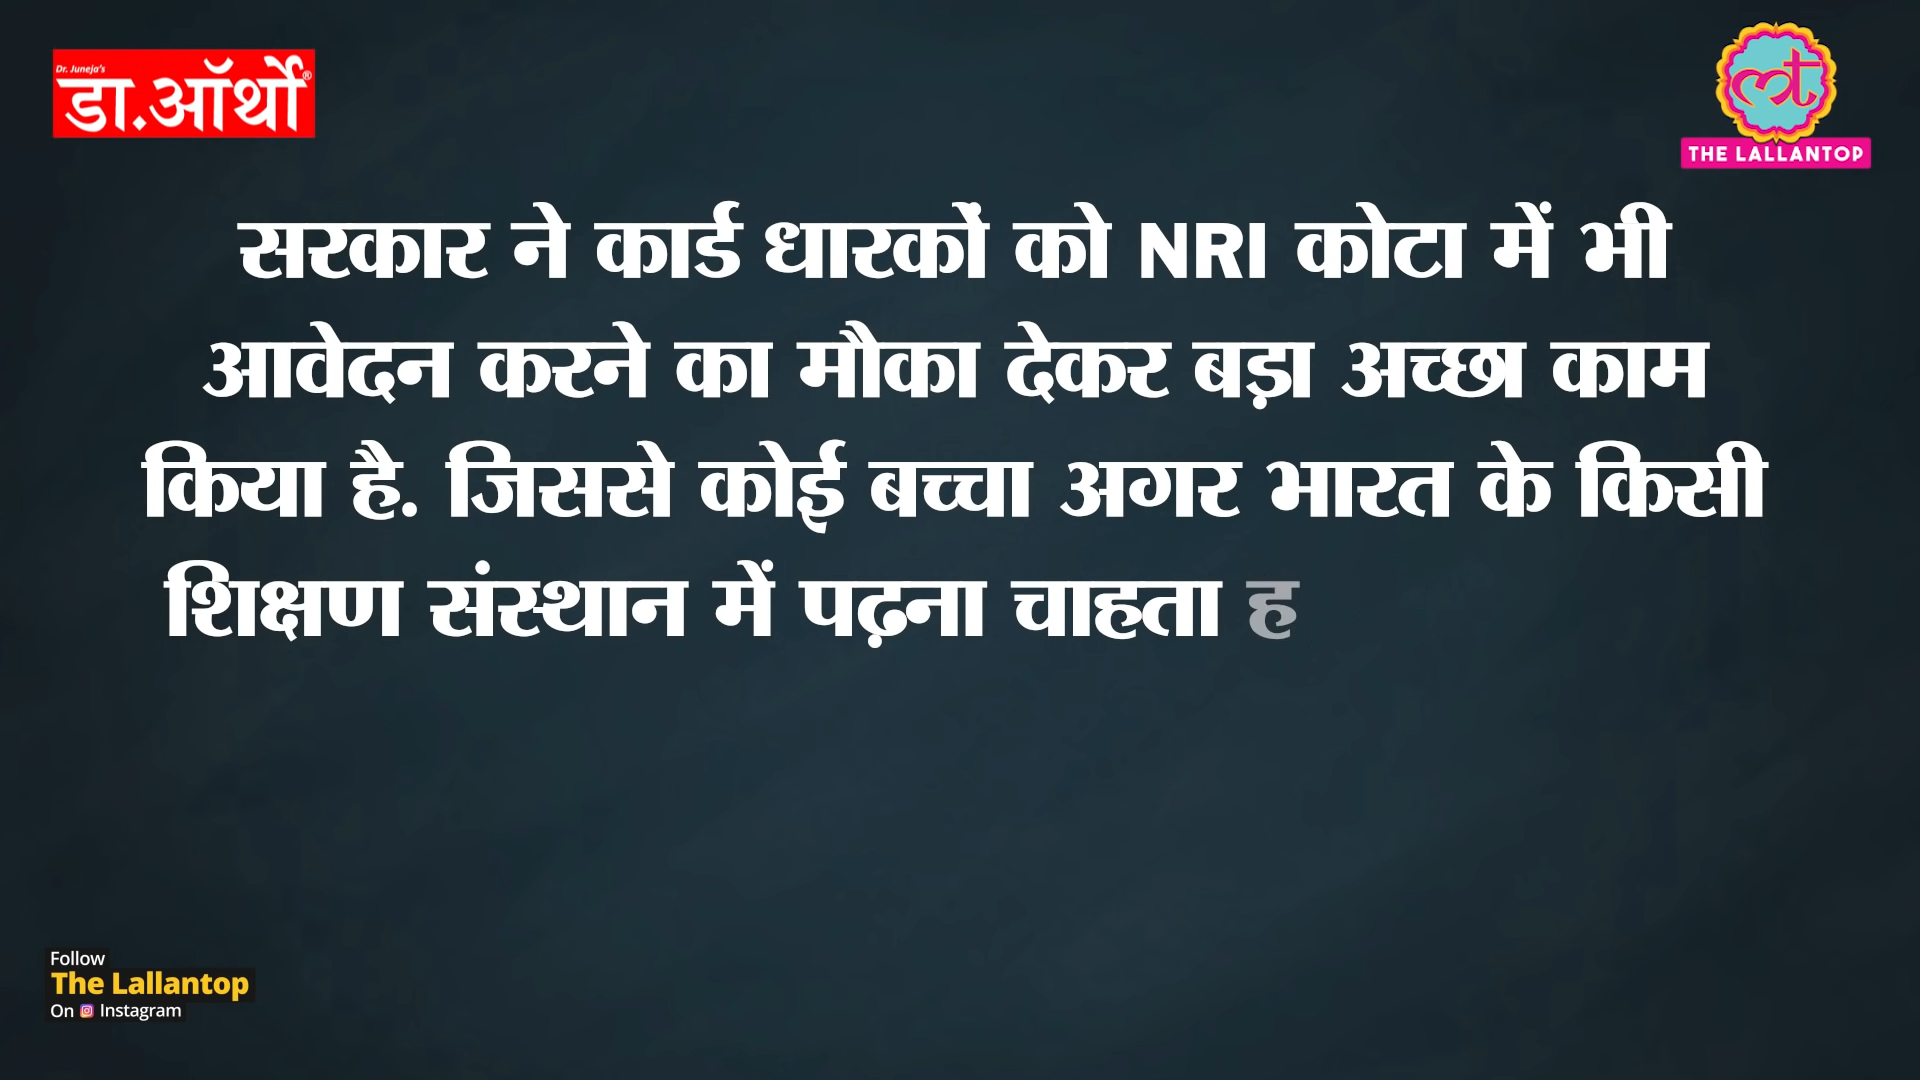 Dr. Juneja's
डा.ऑर्थो®
THE LALLANTOP
सरकार ने कार्ड धारकों को NRI कोटा में भी
आवेदन करने का मौका देकर बड़ा अच्छा काम
किया है. जिससे कोई बच्चा अगर भारत के किसी
शिक्षण संस्थान में पढ़ना चाहता ह
Follow
The Lallantop
On Instagram